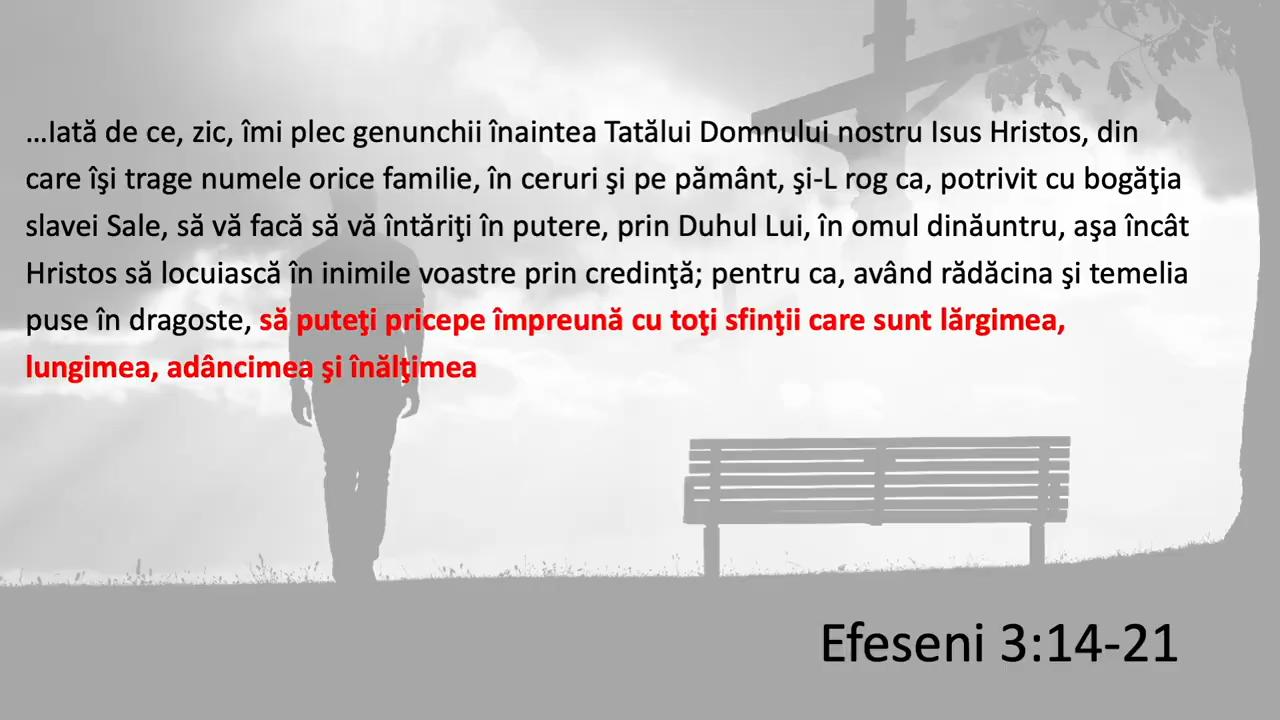 …Iată de ce, zic, îmi plec genunchii înaintea Tatălui Domnului nostru Isus Hristos, din
care îşi trage numele orice familie, în ceruri şi pe pământ, şi-L rog ca, potrivit cu bogăţia
slavei Sale, să vă facă să vă întăriţi în putere, prin Duhul Lui, în omul dinăuntru, aşa încât
Hristos să locuiască în inimile voastre prin credinţă; pentru ca, având rădăcina şi temelia
puse în dragoste, să puteţi pricepe împreună cu toţi sfinţii care sunt lărgimea,
lungimea, adâncimea şi înălţimea
Efeseni 3:14-21